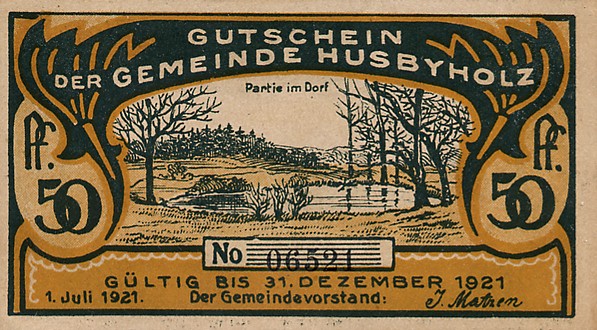 GUTSCHEIN
DER GEMEINDE HUSBYHOLZ
Partie im Dorf
Pf. Pf.
50 50
No 06521
GÜLTIG BIS 31. DEZEMBER 1921
1. Juli 1921. Der Gemeindevorstand: J. Matzen